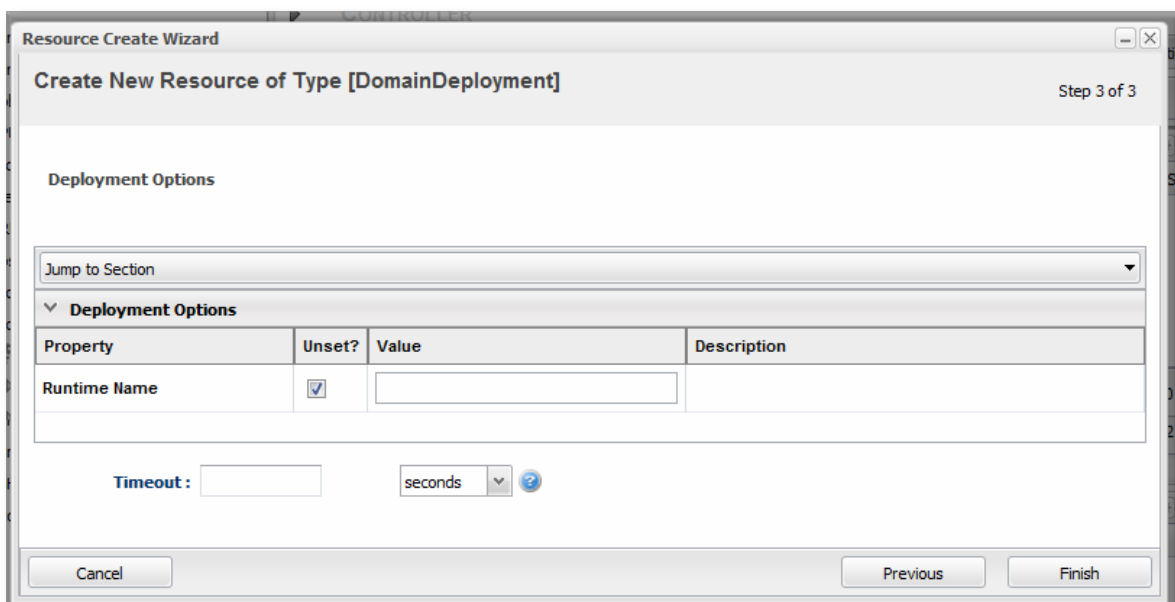 CONTROLLER
Resource Create Wizard
Create New Resource of Type [DomainDeployment]
Step 3 of 3
Deployment Options
Jump to Section
Deployment Options
Property Unset? Value Description
Runtime Name
Timeout : seconds
Cancel Previous Finish